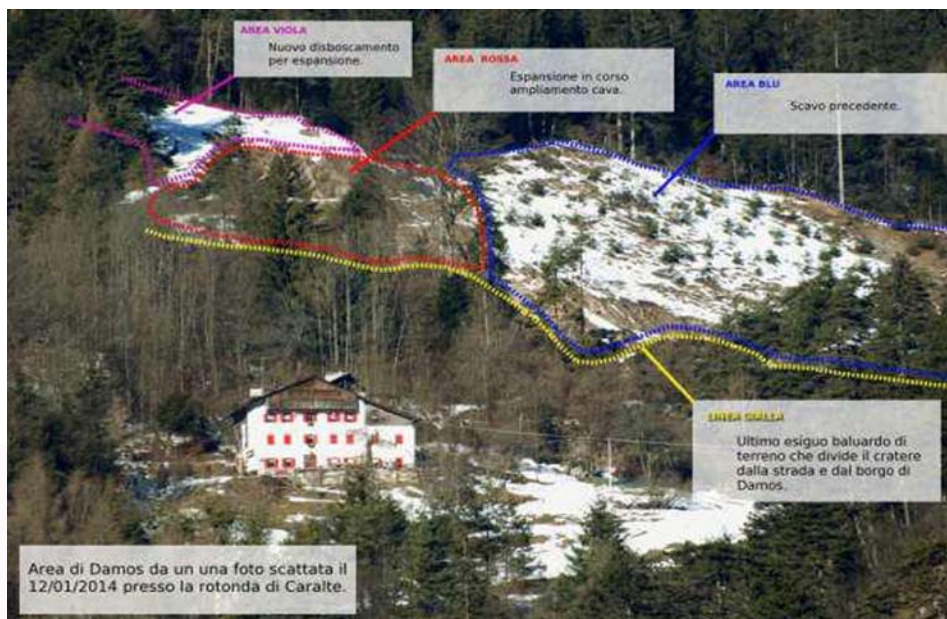 AREA VIOLA
Nuovo disboscamento
per espansione.
AREA ROSSA
Espansione in corso
ampliamento cava.
AREA BLU
Scavo precedente.
LINEA GIALLA
Ultimo esiguo baluardo di
terreno che divide il cratere
dalla strada e dal borgo di
Damos.
Area di Damos da un una foto scattata il
12/01/2014 presso la rotonda di Caralte.